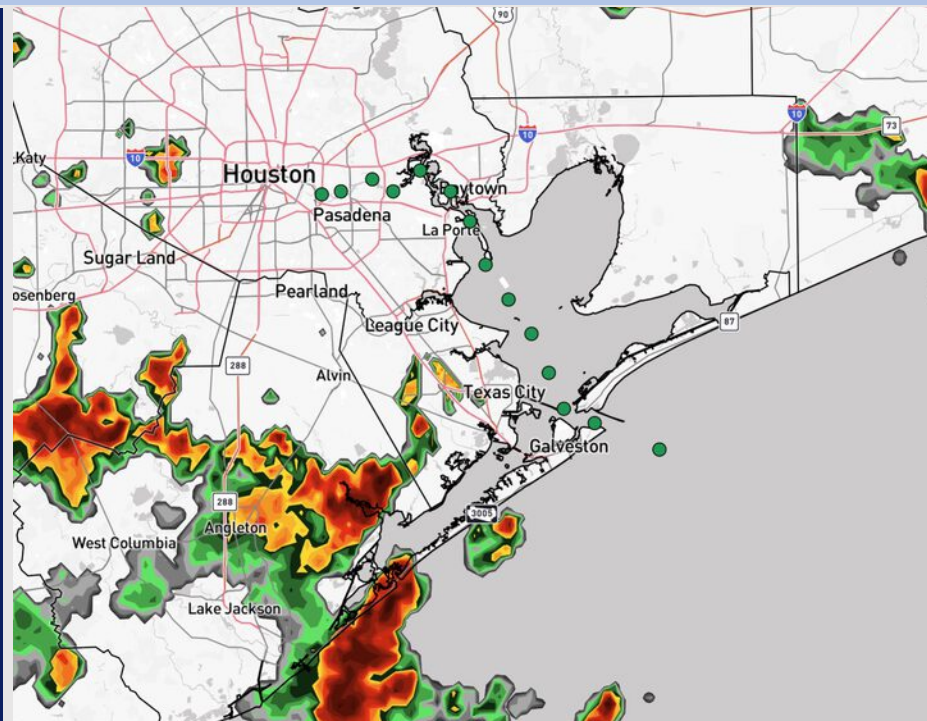 90
10
73
Katy
10
10
Houston
Baytown
Pasadena
La Porte
Sugar Land
Pearland
osenberg
87
League City
288
Alvin
Texas City
Galveston
288
3005
Angleton
West Columbia
Lake Jackson